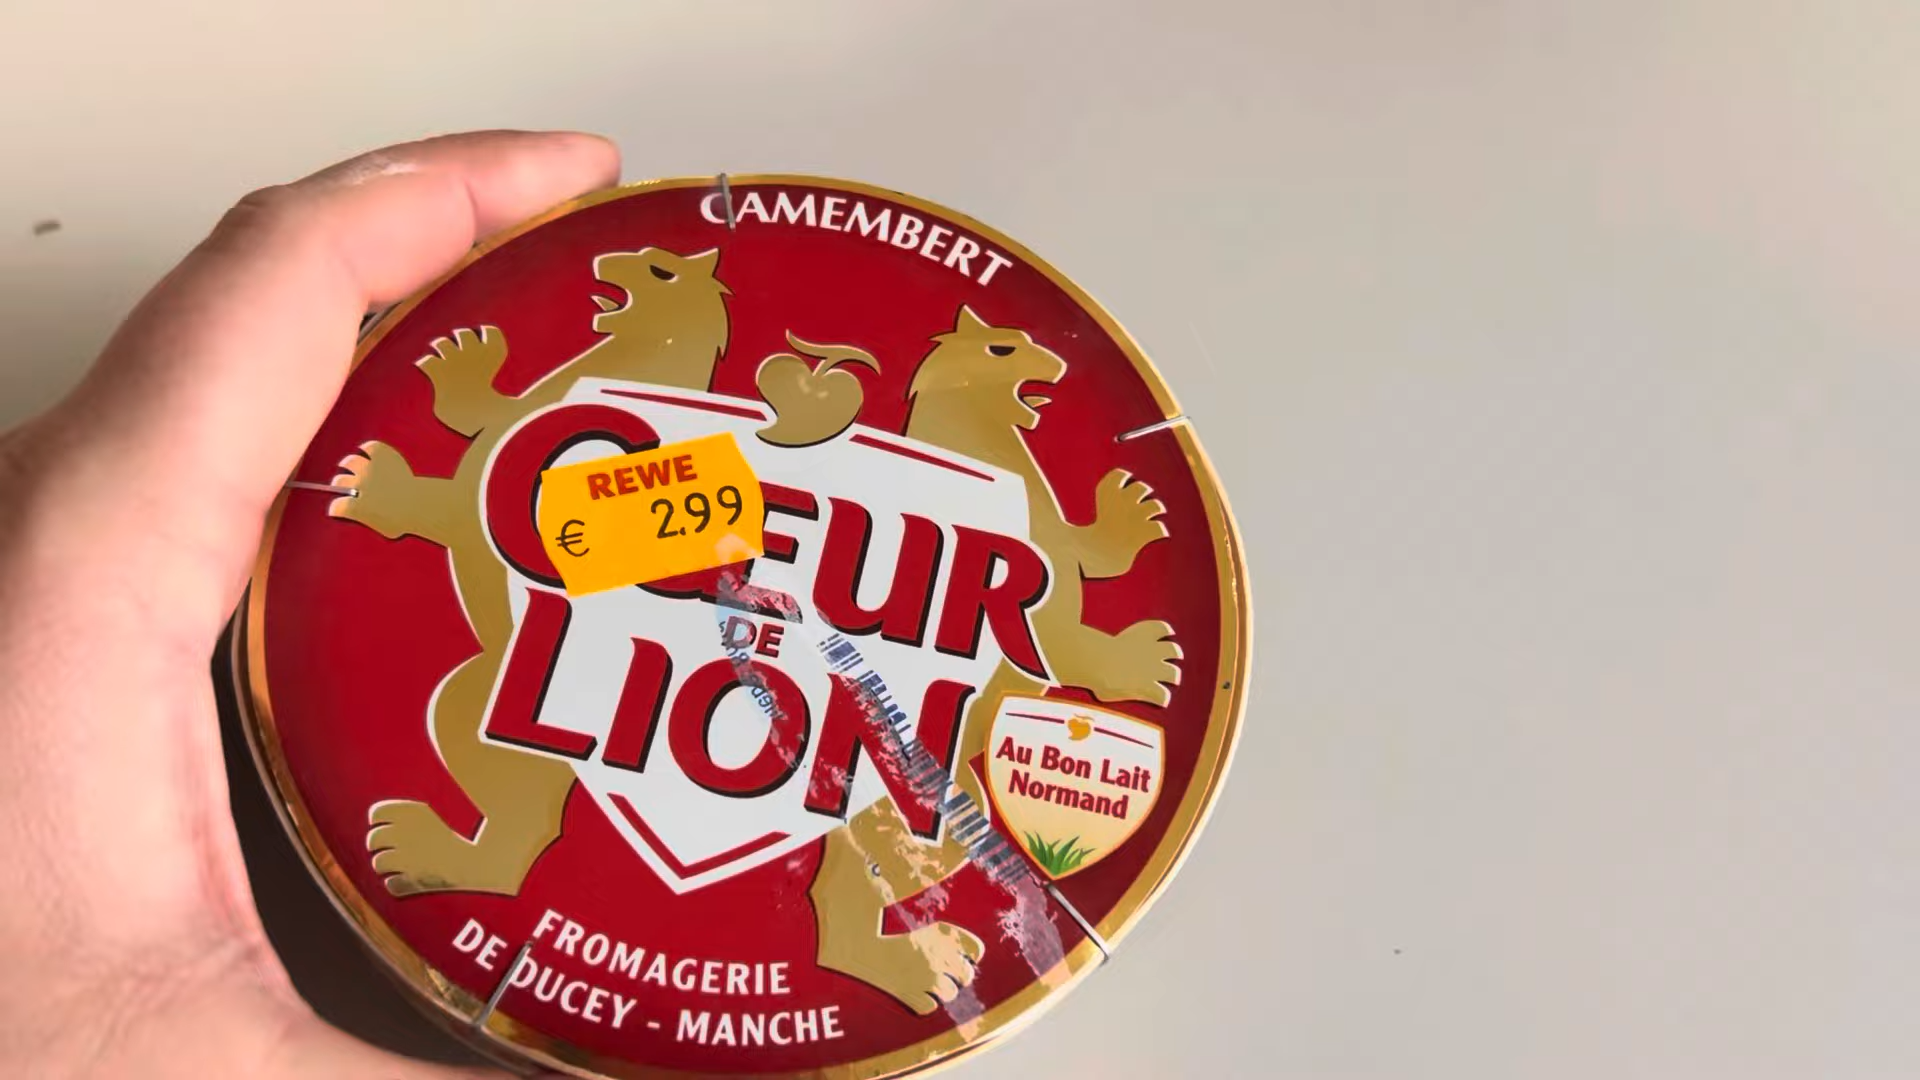 CAMEMBERT
REWE
€ 2.99
CŒUR
DE
LION
Au Bon Lait
Normand
FROMAGERIE
DE DUCEY - MANCHE